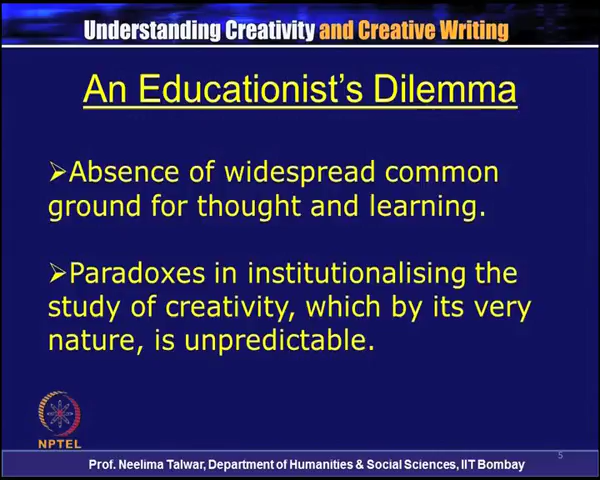 Understanding Creativity and Creative Writing
An Educationist's Dilemma
➢Absence of widespread common
ground for thought and learning.
➢Paradoxes in institutionalising the
study of creativity, which by its very
nature, is unpredictable.
NPTEL
5
Prof. Neelima Talwar, Department of Humanities & Social Sciences, IIT Bombay